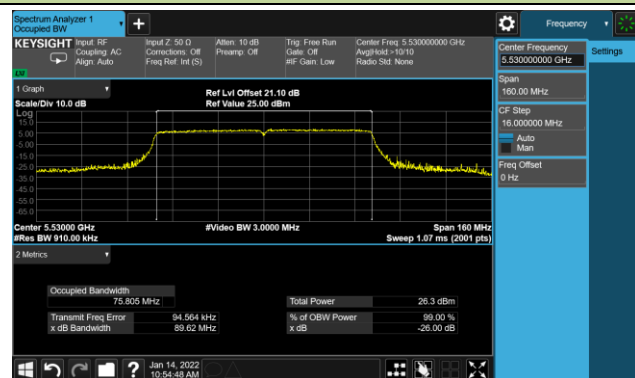 Spectrum Analyzer 1
Occupied BW
Frequency
KEYSIGHT
Input: RF
Coupling: AC
Align: Auto
Input Z: 50 Ω
Corrections: Off
Freq Ref: Int (S)
Atten: 10 dB
Preamp: Off
Trig: Free Run
Gate: Off
#IF Gain: Low
Center Freq: 5.530000000 GHz
Avg|Hold:>10/10
Radio Std: None
Center Frequency
5.530000000 GHz
Settings
Span
160.00 MHz
CF Step
16.000000 MHz
Auto
Man
Freq Offset
0 Hz
1 Graph
Scale/Div 10.0 dB
Ref Lvl Offset 21.10 dB
Ref Value 25.00 dBm
Log
15.0
5.00
-5.00
-15.0
-25.0
-35.0
-45.0
-55.0
-65.0
Center 5.53000 GHz
#Video BW 3.0000 MHz
Span 160 MHz
#Res BW 910.00 kHz
Sweep 1.07 ms (2001 pts)
2 Metrics
Occupied Bandwidth
75.805 MHz
Total Power 26.3 dBm
Transmit Freq Error 94.564 kHz
% of OBW Power 99.00 %
x dB Bandwidth 89.62 MHz
x dB -26.00 dB
?
Jan 14, 2022
10:54:48 AM